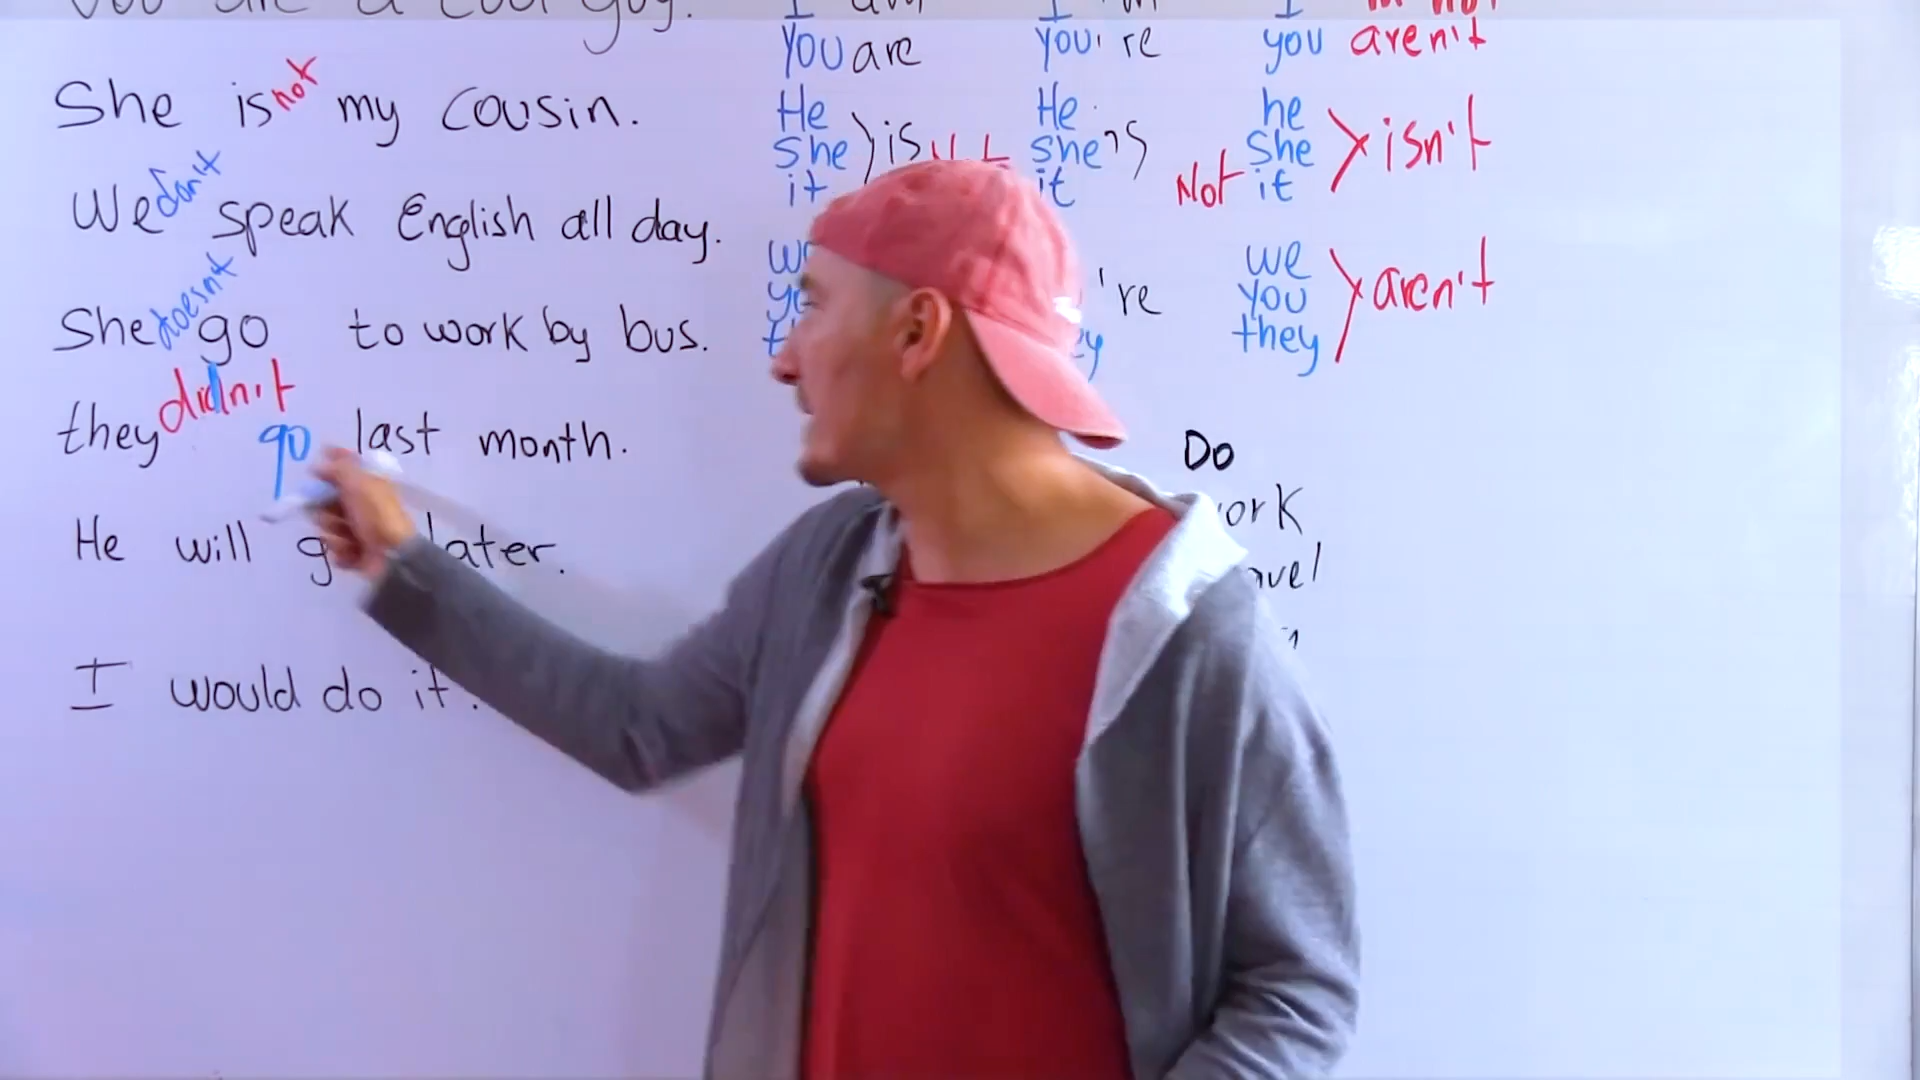 She is not my cousin.
We don't speak English all day.
She doesn't go to work by bus.
they didn't go last month.
He will later.
I would do it.
You are
He
she is
it
You 're
He
she 's
it
're
I
you aren't
he
Not she isn't
it
we
you aren't
they
Do